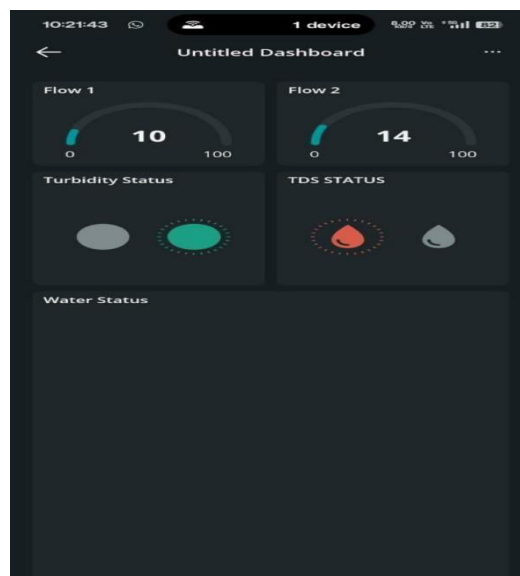 10:21:43 1 device 82
Untitled Dashboard
Flow 1
10
0 100
Flow 2
14
0 100
Turbidity Status
TDS STATUS
Water Status